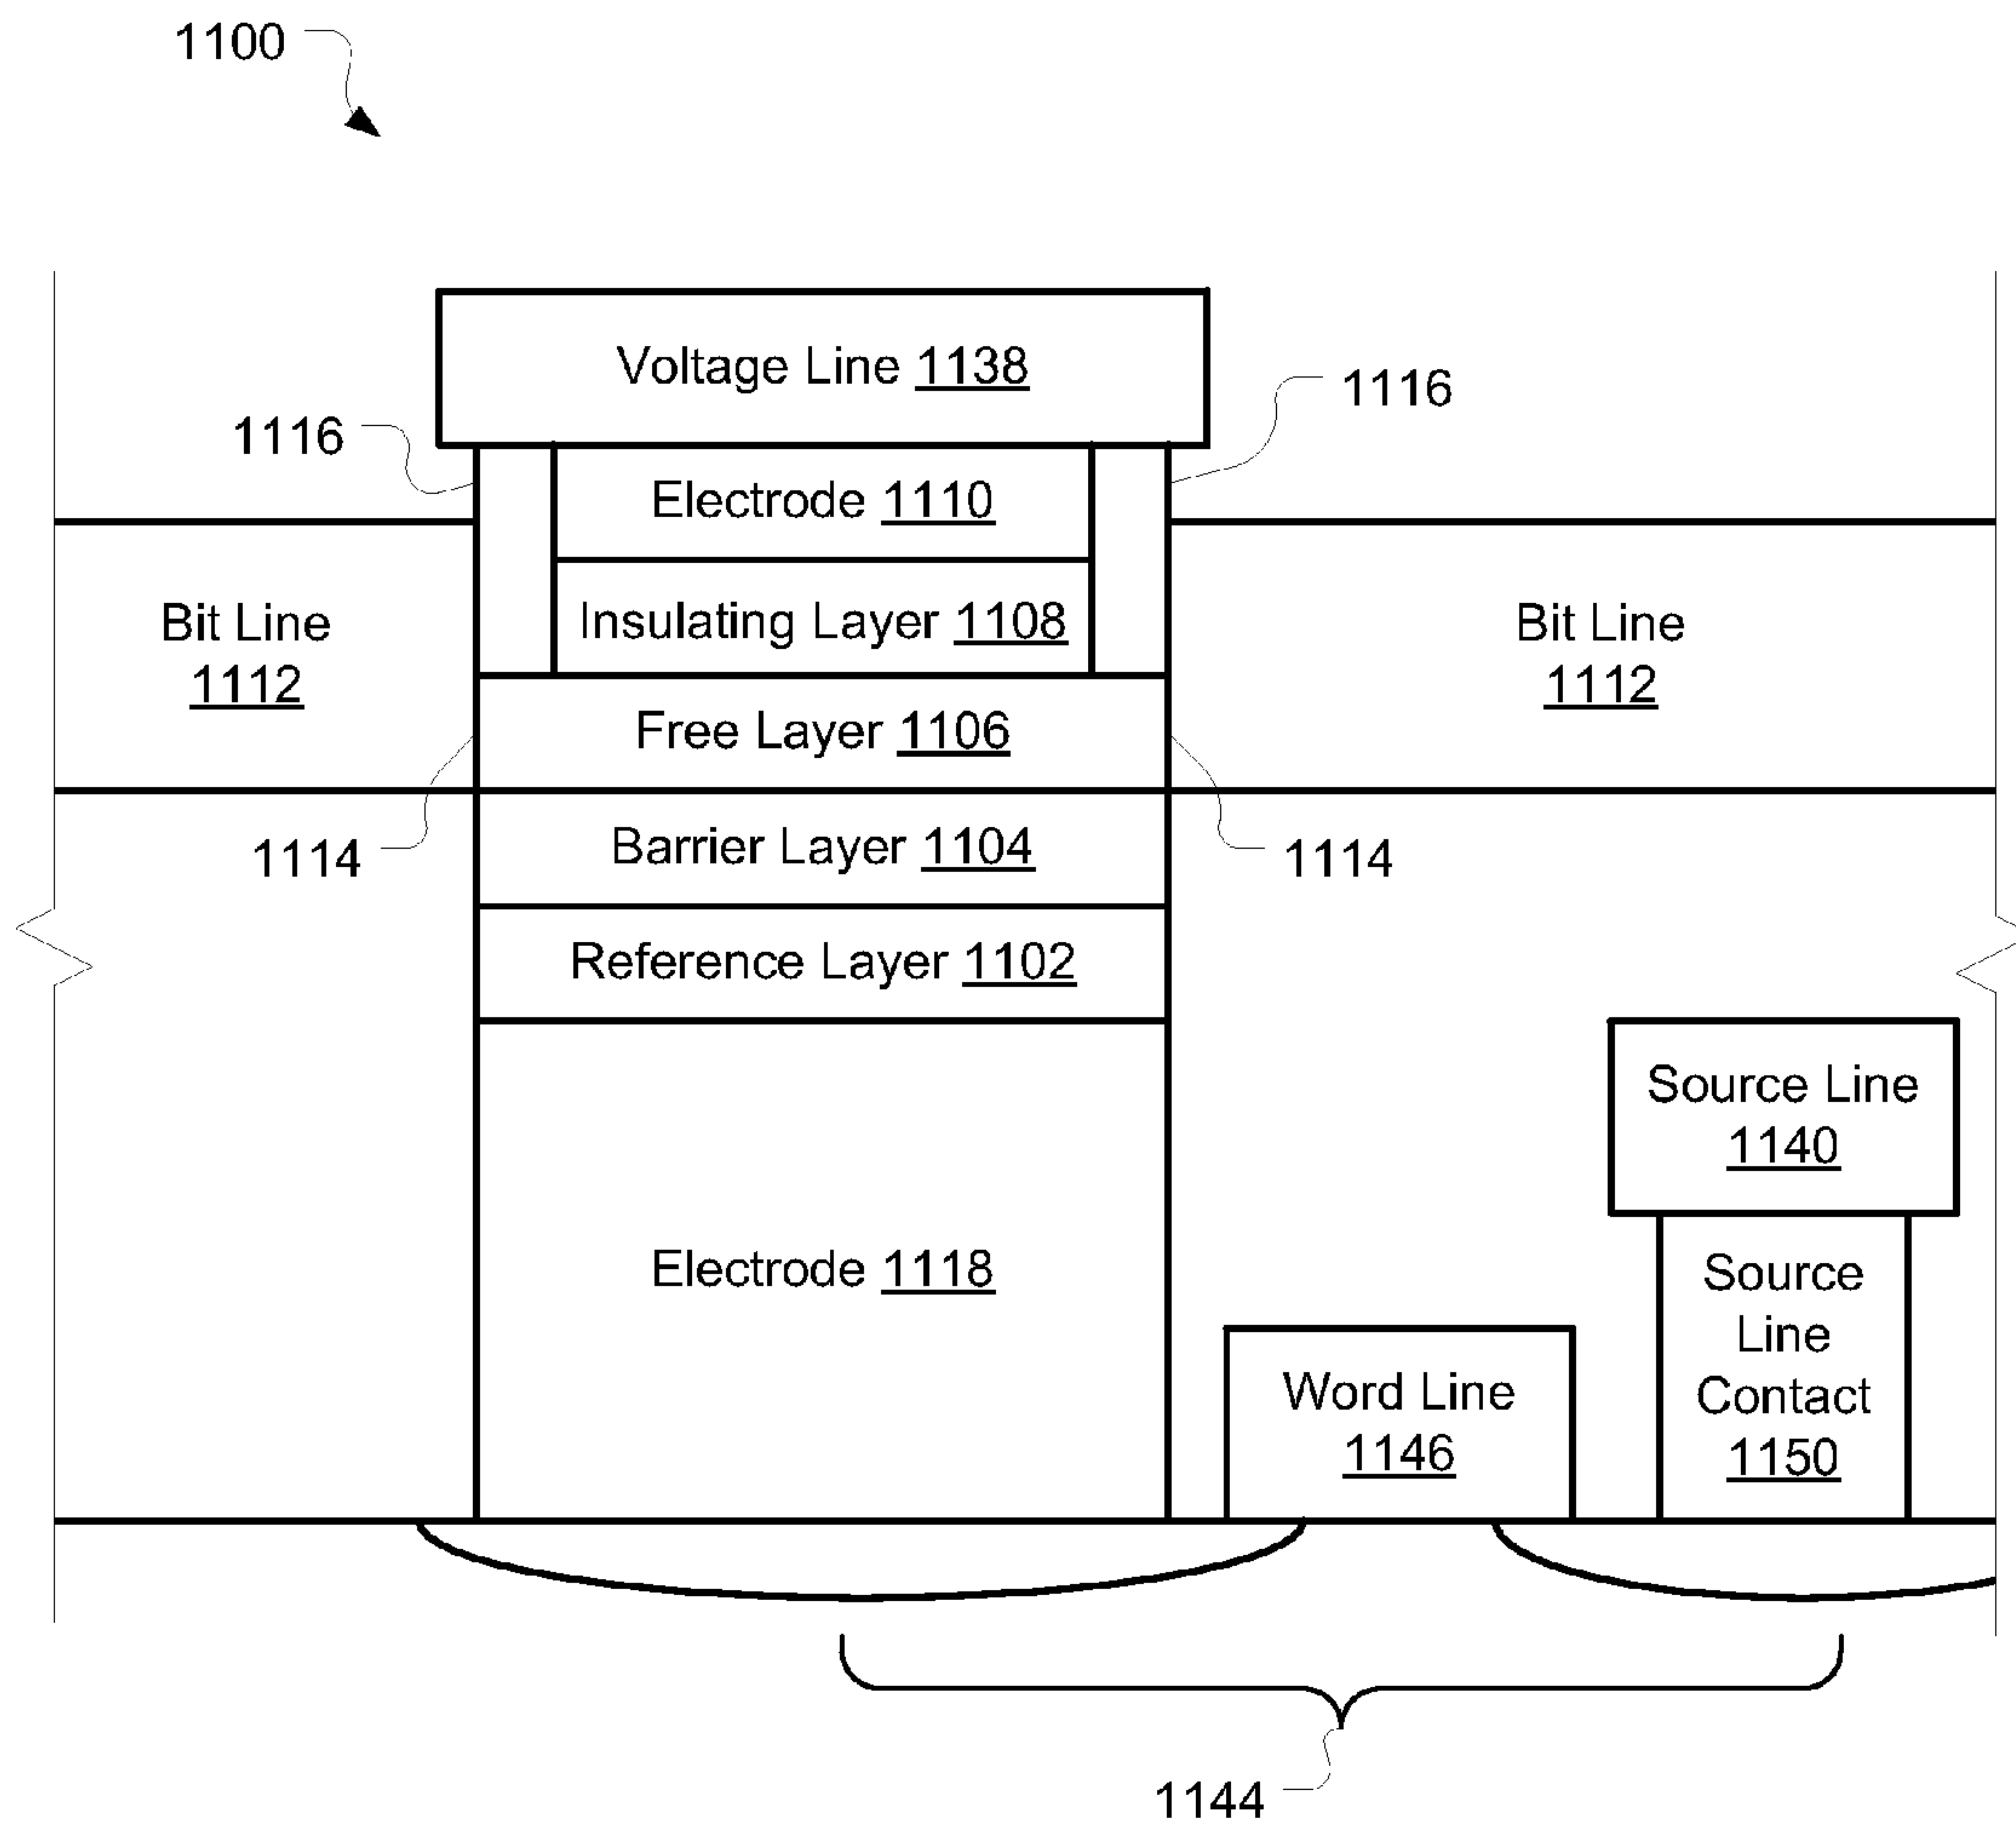 1100
Voltage Line 1138
1116
1116
Electrode 1110
Bit Line
1112
Insulating Layer 1108
Bit Line
1112
Free Layer 1106
1114
Barrier Layer 1104
1114
Reference Layer 1102
Source Line
1140
Electrode 1118
Source
Line
Contact
1150
Word Line
1146
1144